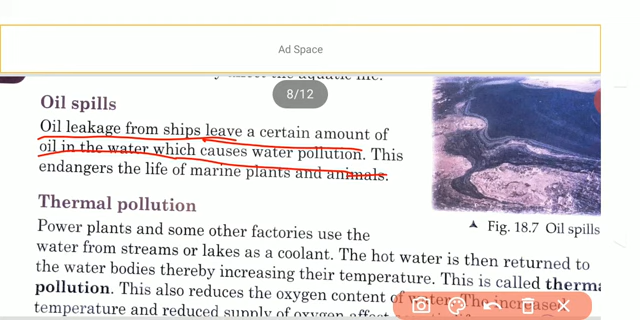 Ad Space
8/12
Oil spills
Oil leakage from ships leave a certain amount of
oil in the water which causes water pollution. This
endangers the life of marine plants and animals.
Fig. 18.7 Oil spills
Thermal pollution
Power plants and some other factories use the
water from streams or lakes as a coolant. The hot water is then returned to
the water bodies thereby increasing their temperature. This is called therma
pollution. This also reduces the oxygen content of water. The increased
temperature and reduced supply of oxygen affect